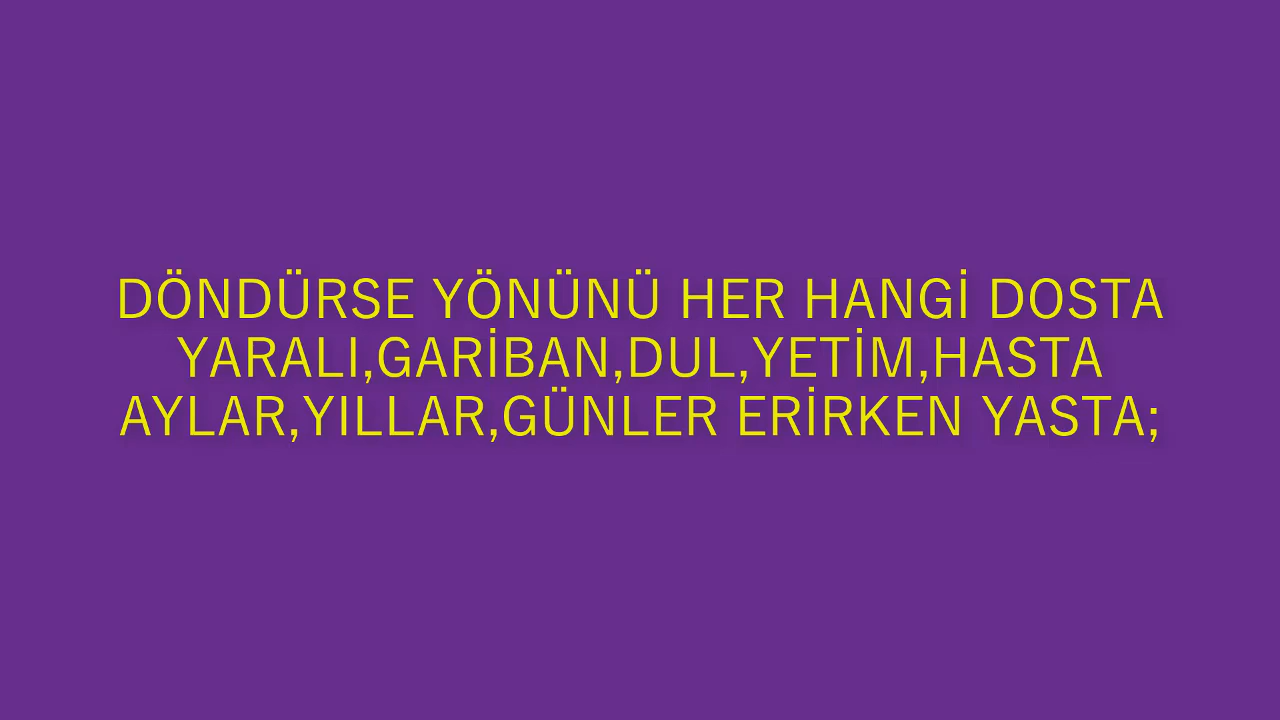 DÖNDÜRSE YÖNÜNÜ HER HANGİ DOSTA
YARALI,GARİBAN,DUL,YETİM,HASTA
AYLAR,YILLAR,GÜNLER ERİRKEN YASTA;